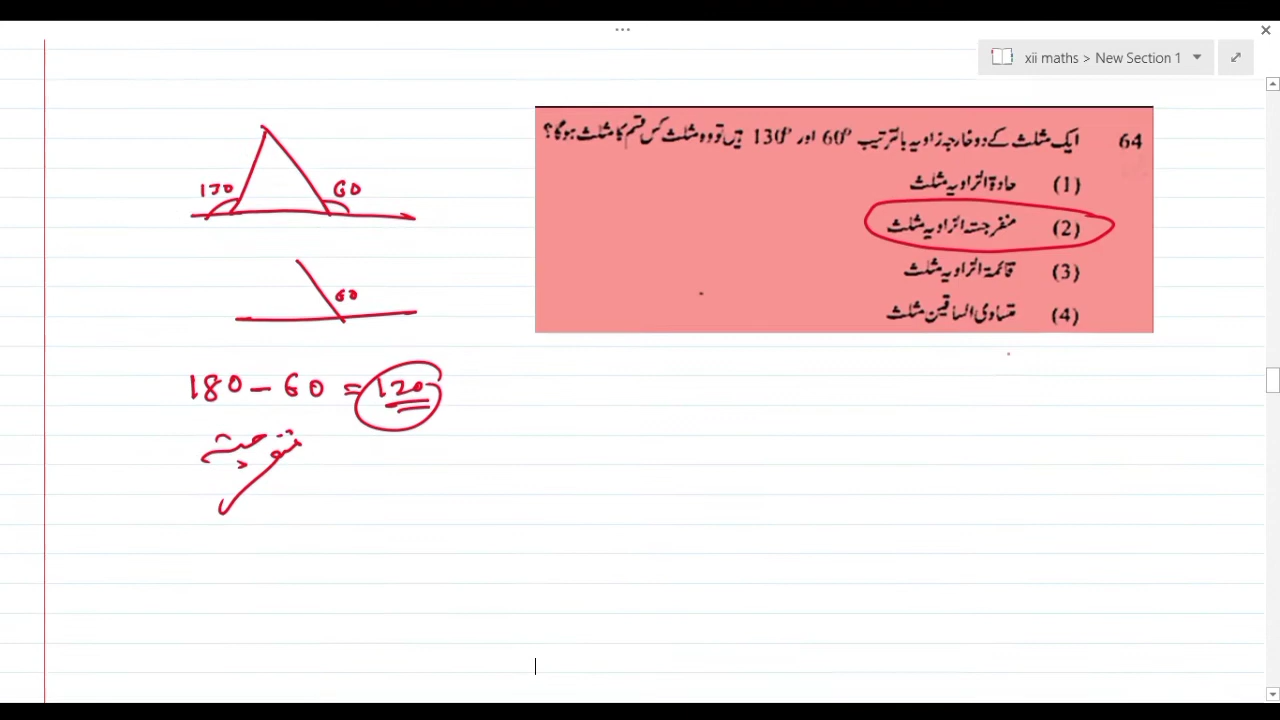 xii maths > New Section 1
64 ایک مثلث کے دو خارجہ زاویہ بالترتیب 60° اور 130° ہیں تو وہ مثلث کس قسم کا مثلث ہوگا؟
(1) حادۃ الزاویہ مثلث
(2) منفرجتہ الزاویہ مثلث
(3) قائمۃ الزاویہ مثلث
(4) متساوی الساقین مثلث
130 60
60
180 - 60 = 120